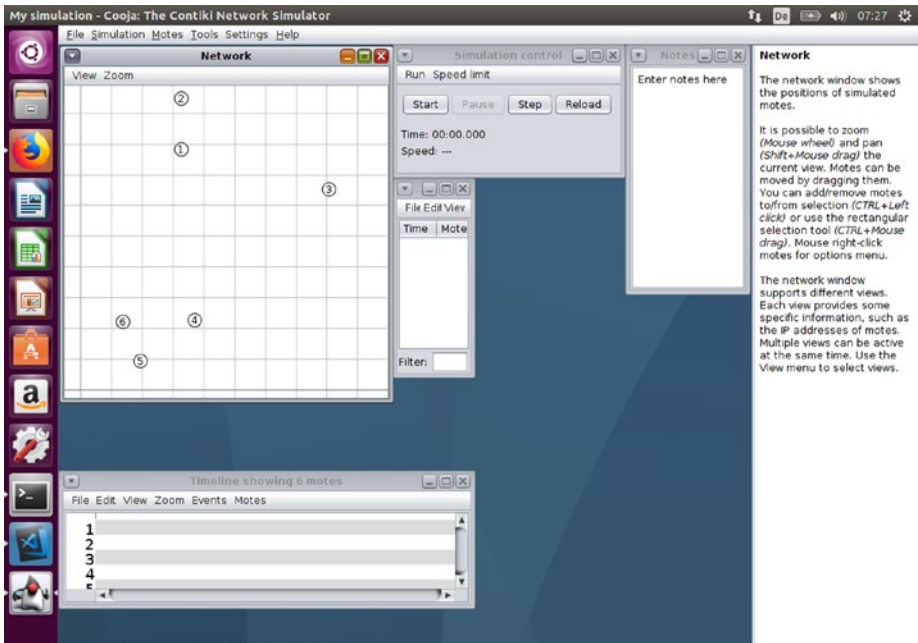 My simulation - Cooja: The Contiki Network Simulator
De
07:27
File Simulation Motes Tools Settings Help
Network
View Zoom
2
1
3
6
4
5
Simulation control
Run Speed limit
Start Pause Step Reload
Time: 00:00.000
Speed: ---
File Edit View
Time Mote
Filter:
Notes
Enter notes here
Network
The network window shows
the positions of simulated
motes.
It is possible to zoom
(Mouse wheel) and pan
(Shift+Mouse drag) the
current view. Motes can be
moved by dragging them.
You can add/remove motes
to/from selection (CTRL+Left
click) or use the rectangular
selection tool (CTRL+Mouse
drag). Mouse right-click
motes for options menu.
The network window
supports different views.
Each view provides some
specific information, such as
the IP addresses of motes.
Multiple views can be active
at the same time. Use the
View menu to select views.
Timeline showing 6 motes
File Edit View Zoom Events Motes
1
2
3
4
A
a
>_